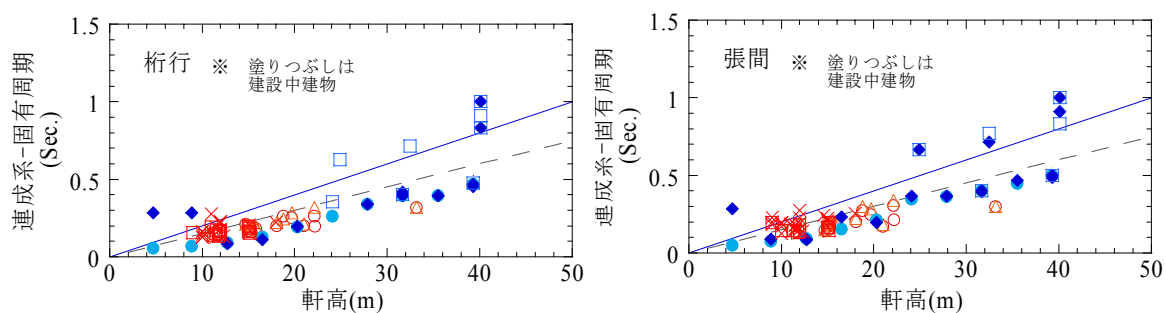 1.5
1
0.5
0
連成系-固有周期
(Sec.)
桁行 ※ 塗りつぶしは
建設中建物
0 10 20 30 40 50
軒高(m)
1.5
1
0.5
0
連成系-固有周期
(Sec.)
張間 ※ 塗りつぶしは
建設中建物
0 10 20 30 40 50
軒高(m)